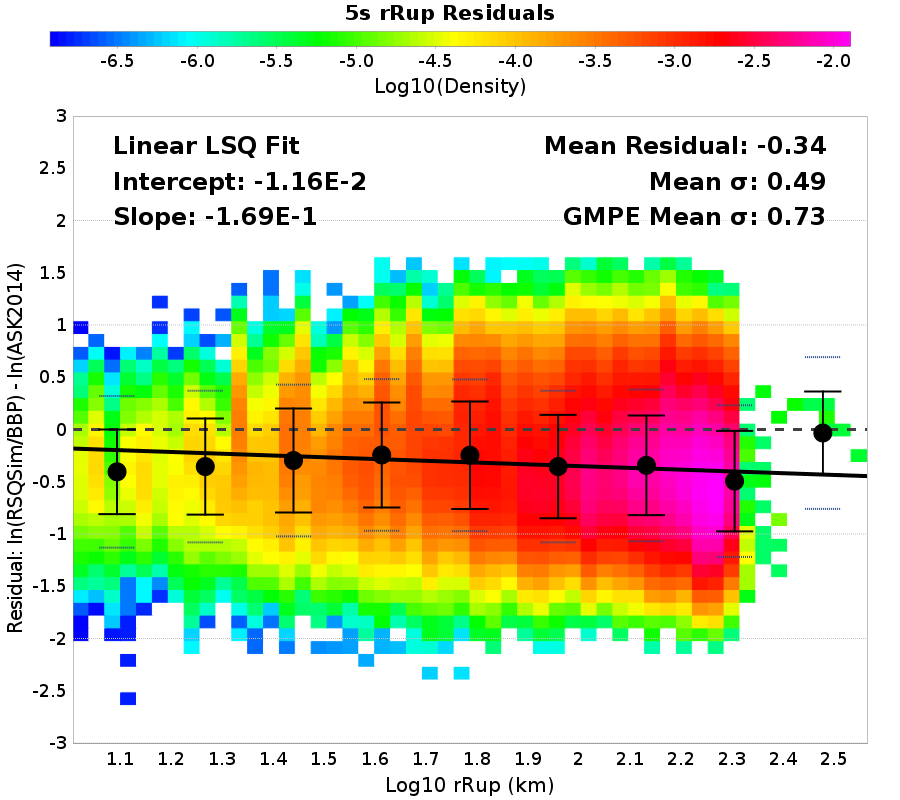 5s rRup Residuals
-6.5 -6.0 -5.5 -5.0 -4.5 -4.0 -3.5 -3.0 -2.5 -2.0
Log10(Density)
Linear LSQ Fit
Intercept: -1.16E-2
Slope: -1.69E-1
Mean Residual: -0.34
Mean σ: 0.49
GMPE Mean σ: 0.73
Residual: ln(RSQSim/BBP) - ln(ASK2014)
3
2.5
2
1.5
1
0.5
0
-0.5
-1
-1.5
-2
-2.5
-3
1.1 1.2 1.3 1.4 1.5 1.6 1.7 1.8 1.9 2 2.1 2.2 2.3 2.4 2.5
Log10 rRup (km)